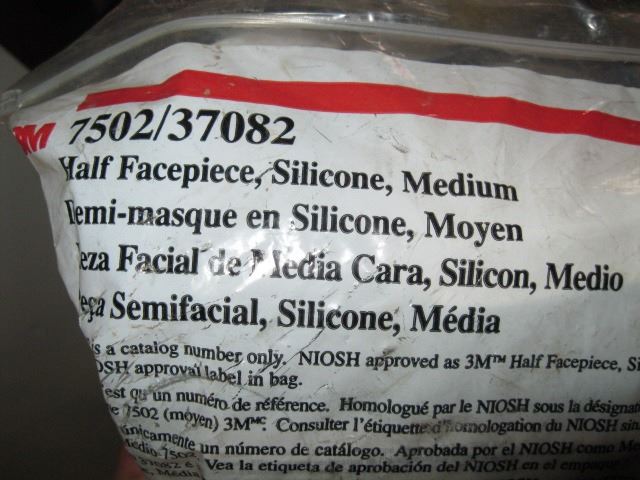 3M 7502/37082
Half Facepiece, Silicone, Medium
Demi-masque en Silicone, Moyen
Pieza Facial de Media Cara, Silicon, Medio
Peça Semifacial, Silicone, Média
is a catalog number only. NIOSH approved as 3M™ Half Facepiece,
NIOSH approval label in bag.
est qu'un numéro de référence. Homologué par le NIOSH sous la
7502 (moyen) 3Mᴹᶜ Consulter l'étiquette d'homologation du NIOSH
únicamente un número de catálogo. Aprobada por el NIOSH como
Medio 7502. Vea la etiqueta de aprobación del NIOSH en el
37082 é
Média